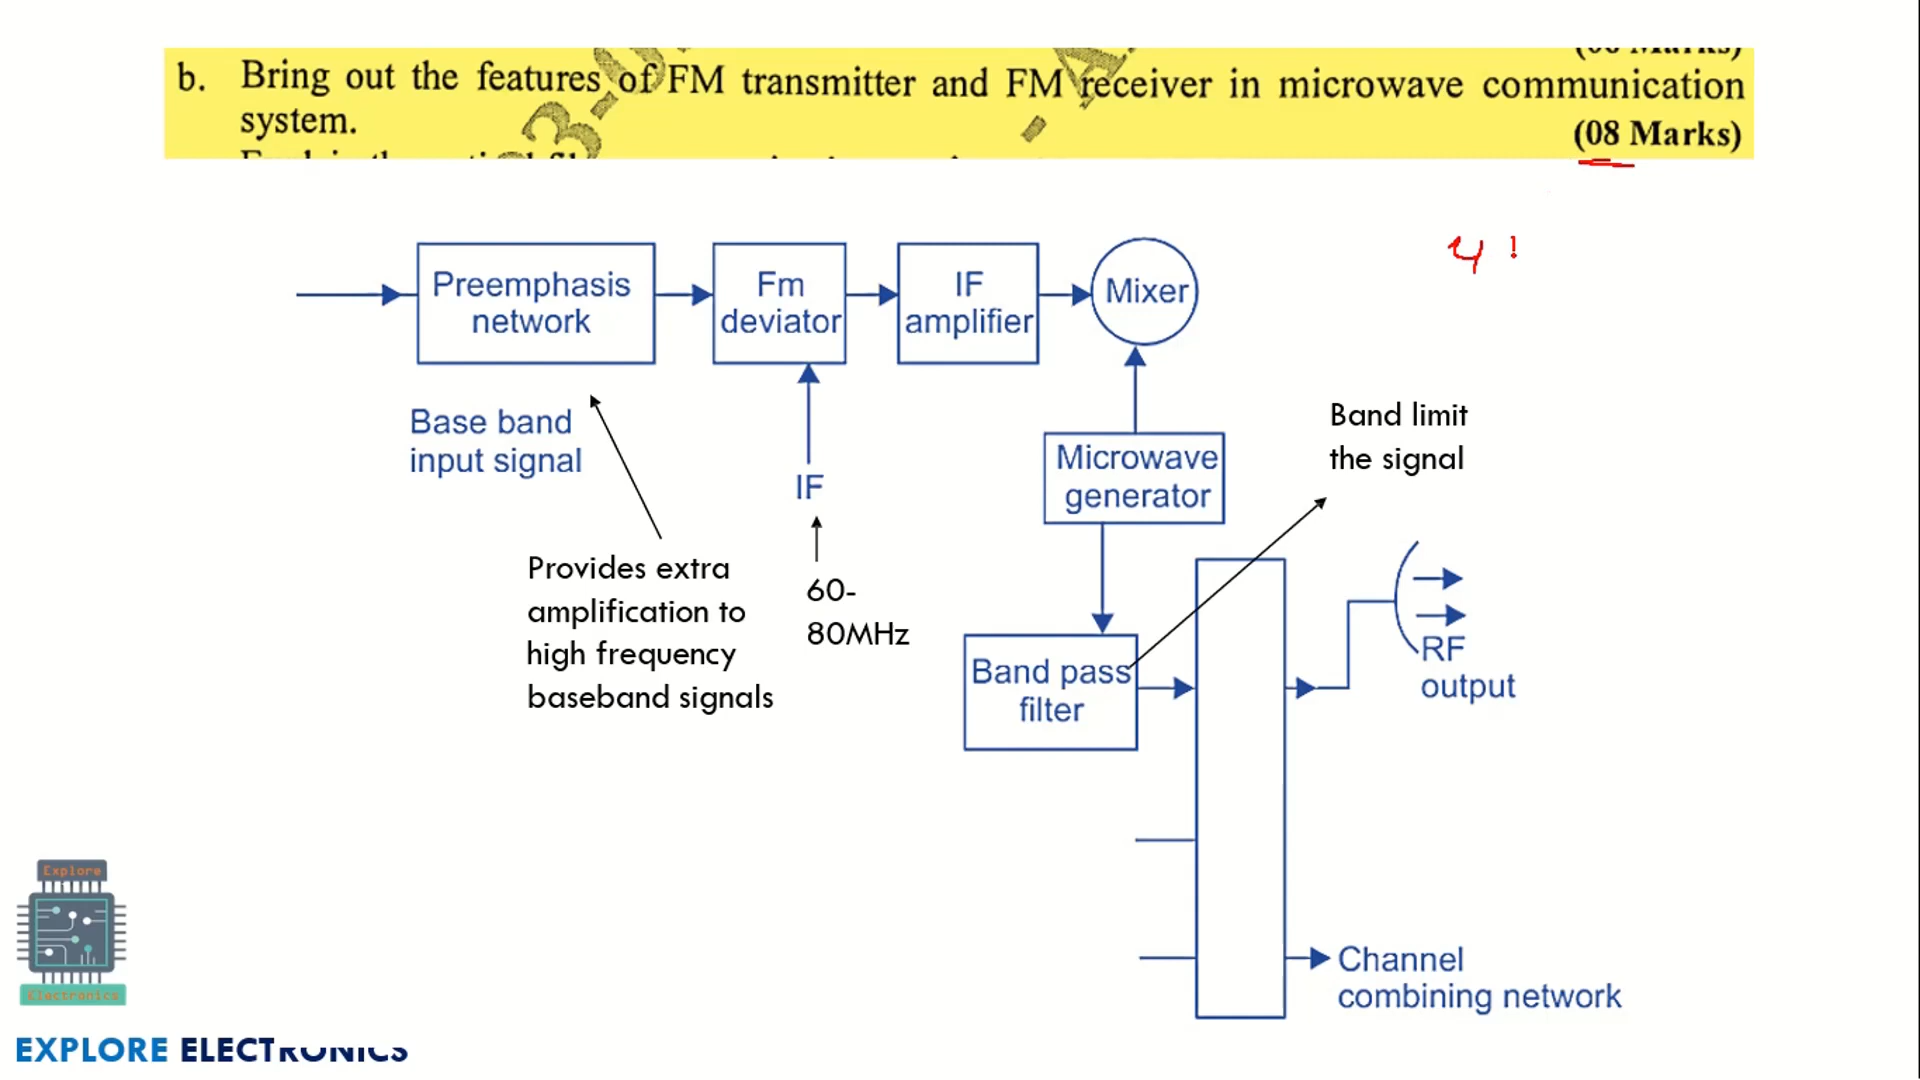 b. Bring out the features of FM transmitter and FM receiver in microwave communication
system.
(08 Marks)
4 !
Preemphasis
network
Fm
deviator
IF
amplifier
Mixer
Base band
input signal
IF
Microwave
generator
Band limit
the signal
Provides extra
amplification to
high frequency
baseband signals
60-
80MHz
Band pass
filter
RF
output
Channel
combining network
Explore
Electronics
EXPLORE ELECTRONICS